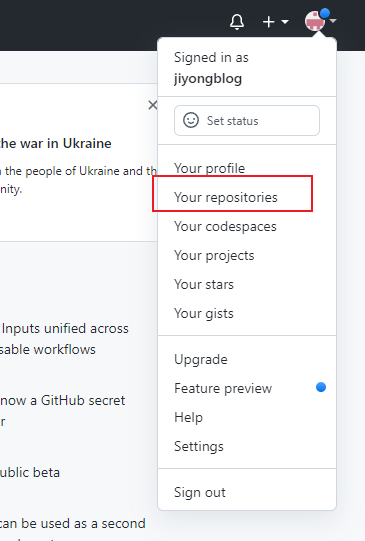 Signed in as
jiyongblog
Set status
the war in Ukraine
the people of Ukraine and th
nity.
Your profile
Your repositories
Your codespaces
Your projects
Your stars
Your gists
Inputs unified across
sable workflows
Upgrade
now a GitHub secret
r
Feature preview
Help
Settings
ublic beta
Sign out
can be used as a second